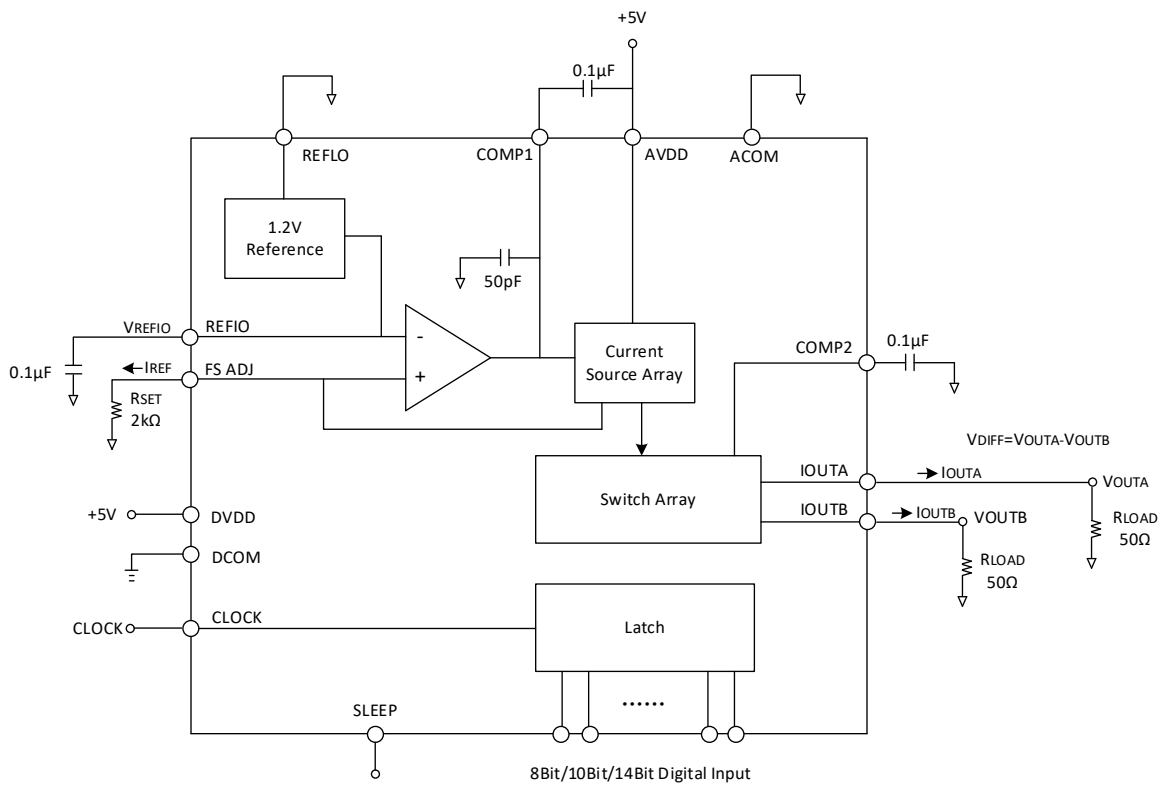 +5V
0.1µF
REFLO
COMP1
AVDD
ACOM
1.2V
Reference
50pF
VREFIO
REFIO
-
Current
Source Array
COMP2
0.1µF
0.1µF
IREF
FS ADJ
+
RSET
2kΩ
VDIFF=VOUTA-VOUTB
IOUTA
IOUTA
VOUTA
Switch Array
IOUTB
IOUTB
VOUTB
+5V
DVDD
RLOAD
50Ω
DCOM
RLOAD
50Ω
CLOCK
CLOCK
Latch
......
SLEEP
8Bit/10Bit/14Bit Digital Input